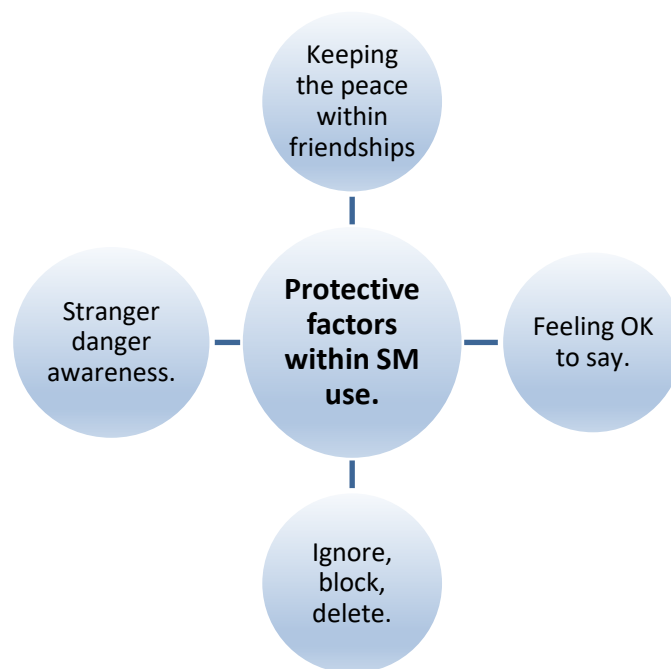 Keeping
the peace
within
friendships
Stranger
danger
awareness.
Protective
factors
within SM
use.
Feeling OK
to say.
Ignore,
block,
delete.